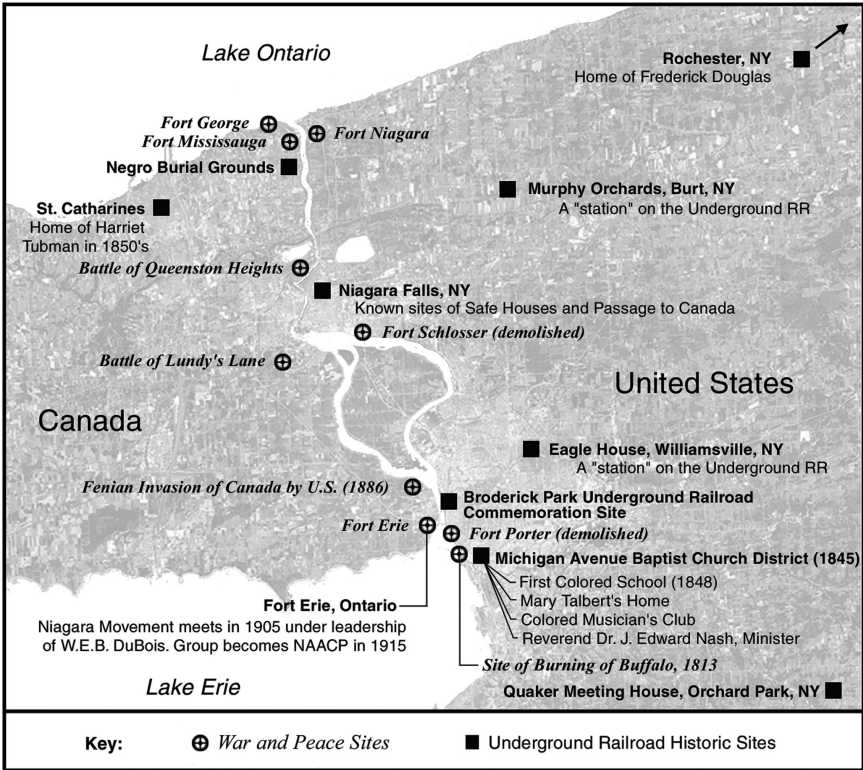 Lake Ontario
Rochester, NY
Home of Frederick Douglas
Fort George
Fort Mississauga
Fort Niagara
Negro Burial Grounds
Murphy Orchards, Burt, NY
A "station" on the Underground RR
St. Catharines
Home of Harriet
Tubman in 1850's
Battle of Queenston Heights
Niagara Falls, NY
Known sites of Safe Houses and Passage to Canada
Fort Schlosser (demolished)
Battle of Lundy's Lane
United States
Canada
Eagle House, Williamsville, NY
A "station" on the Underground RR
Fenian Invasion of Canada by U.S. (1886)
Broderick Park Underground Railroad
Commemoration Site
Fort Erie
Fort Porter (demolished)
Michigan Avenue Baptist Church District (1845)
First Colored School (1848)
Mary Talbert's Home
Colored Musician's Club
Reverend Dr. J. Edward Nash, Minister
Fort Erie, Ontario
Niagara Movement meets in 1905 under leadership
of W.E.B. DuBois. Group becomes NAACP in 1915
Site of Burning of Buffalo, 1813
Lake Erie
Quaker Meeting House, Orchard Park, NY
Key:
War and Peace Sites
Underground Railroad Historic Sites